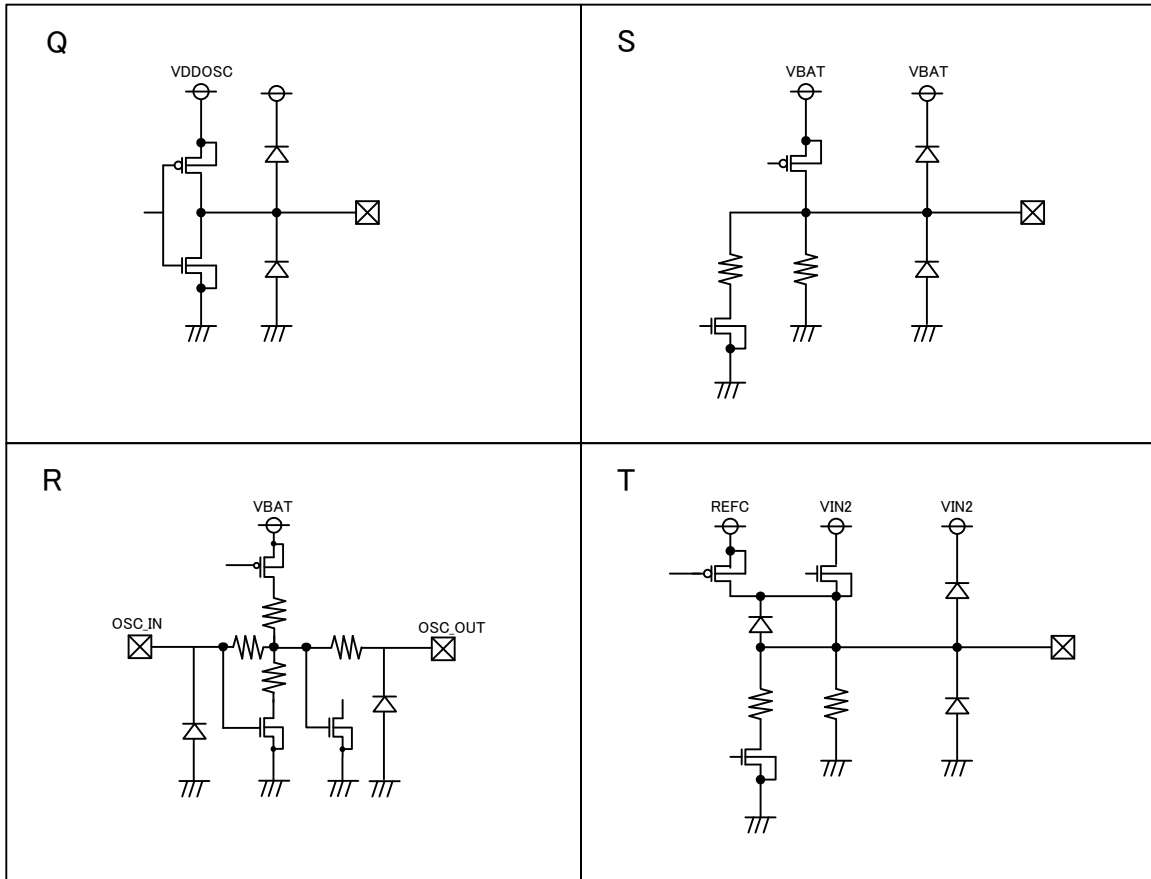 Q
VDDOSC
S
VBAT VBAT
R
VBAT
OSC_IN
OSC_OUT
T
REFC VIN2 VIN2